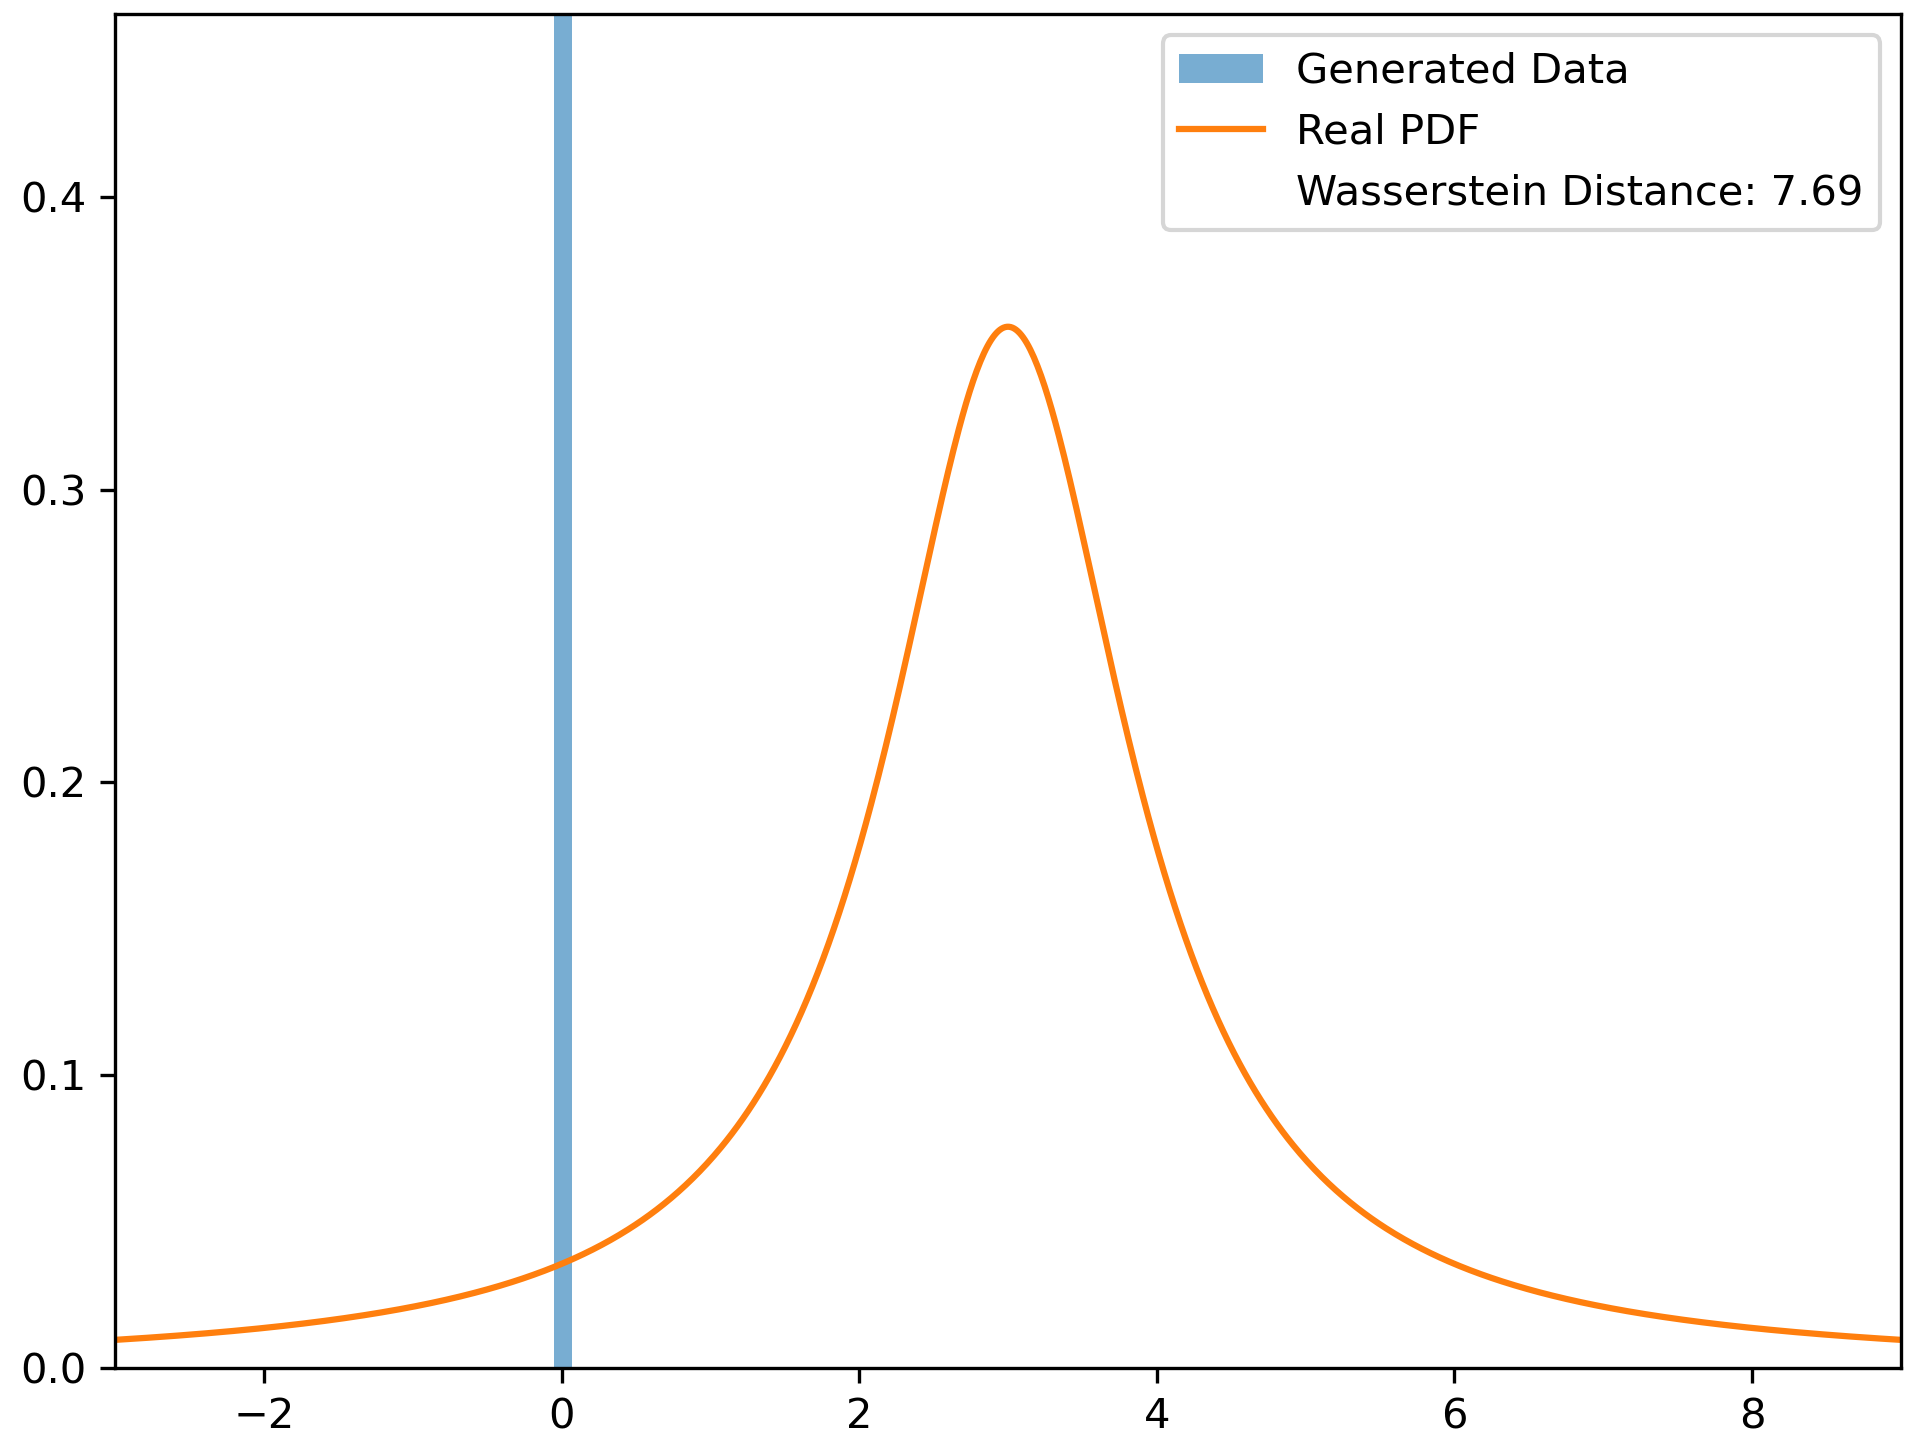 Generated Data
Real PDF
Wasserstein Distance: 7.69
0.4
0.3
0.2
0.1
0.0
−2 0 2 4 6 8